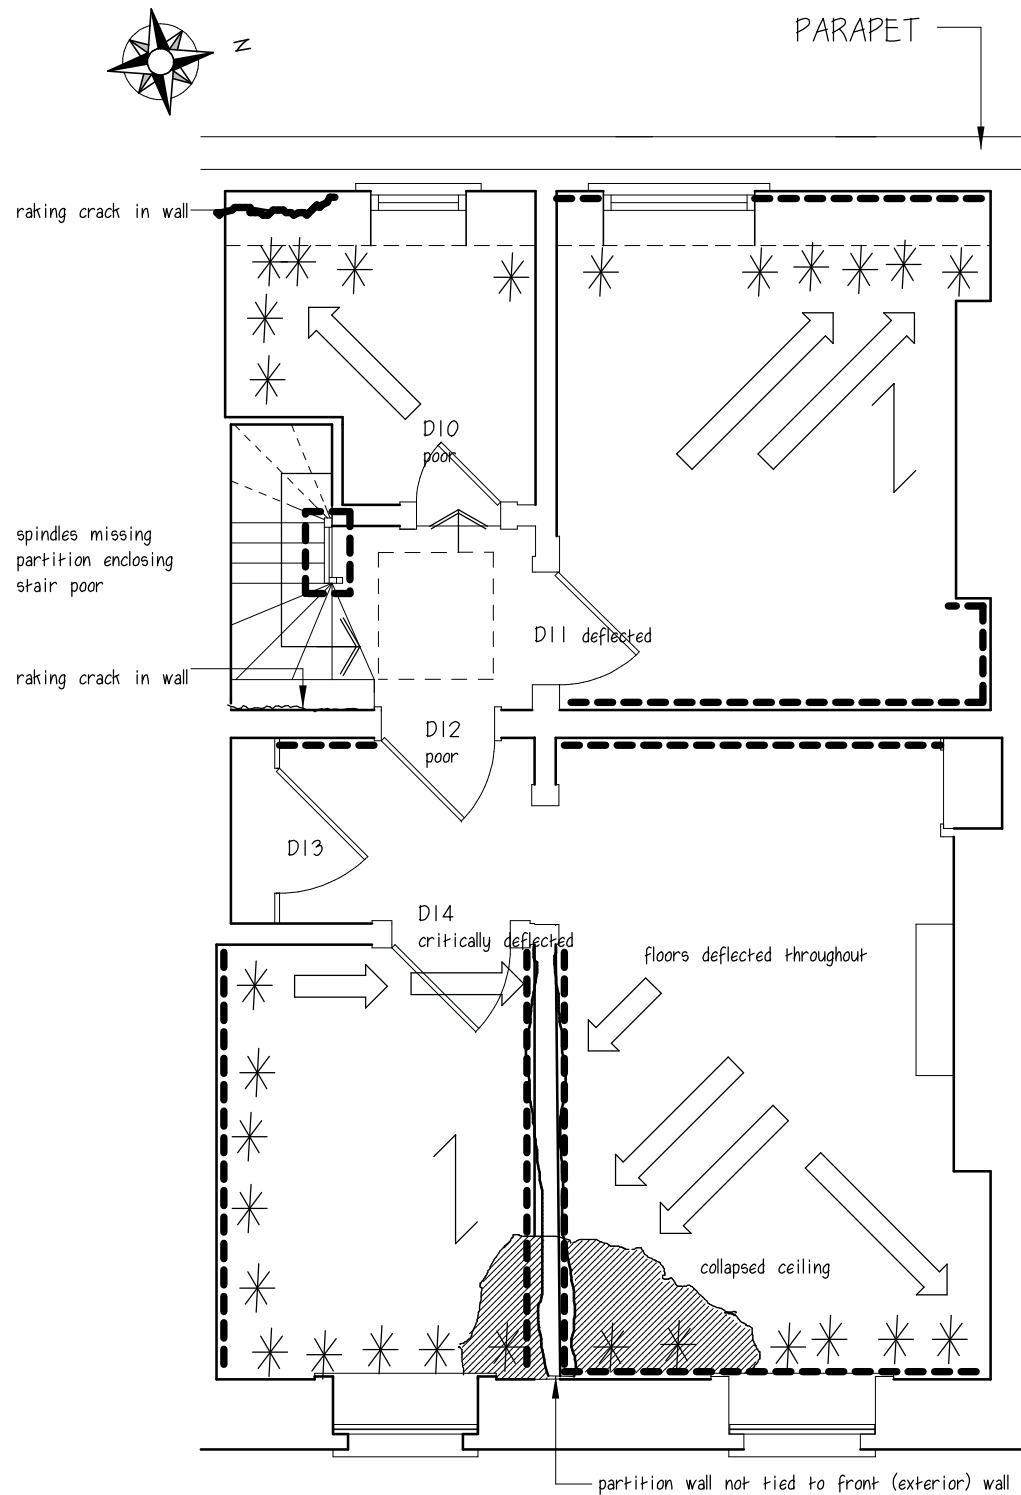 N
PARAPET
raking crack in wall
D10
poor
spindles missing
partition enclosing
stair poor
D11 deflected
raking crack in wall
D12
poor
D13
D14
critically deflected
floors deflected throughout
collapsed ceiling
partition wall not tied to front (exterior) wall